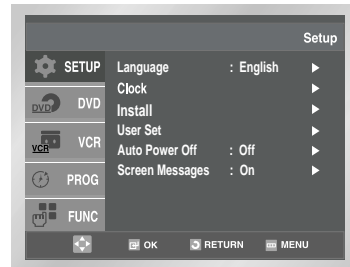 Setup
SETUP
Language : English
Clock
DVD DVD
Install
User Set
VCR VCR
Auto Power Off : Off
Screen Messages : On
PROG
FUNC
OK RETURN MENU